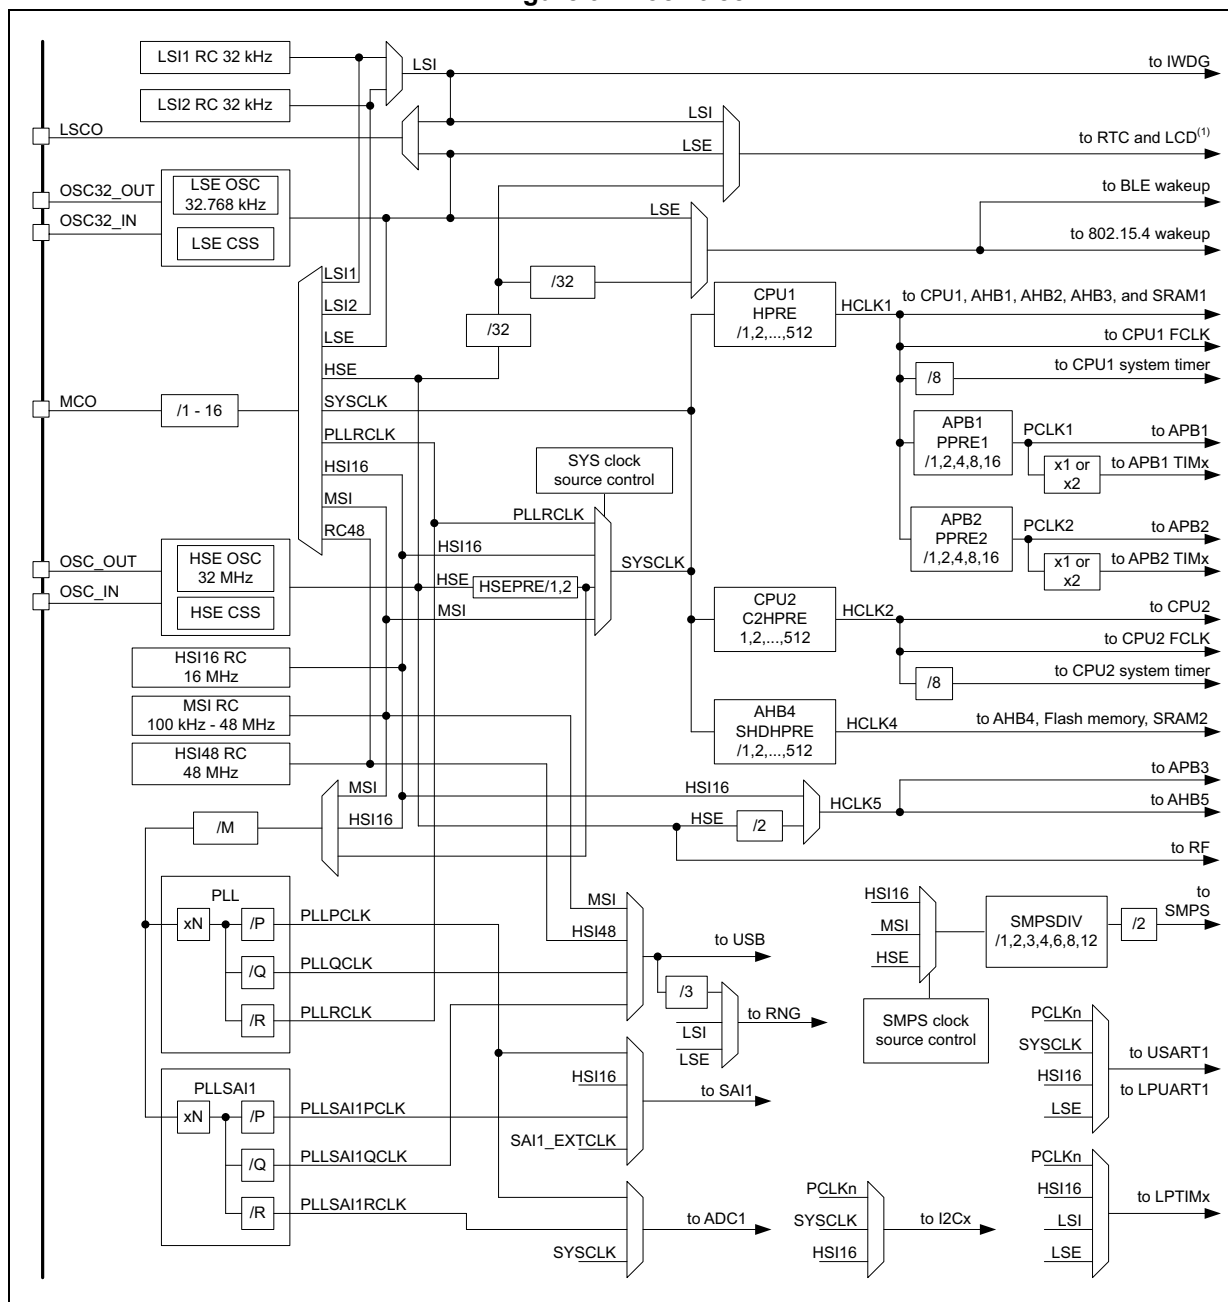 LSI1 RC 32 kHz
LSI
to IWDG
LSI2 RC 32 kHz
LSCO
LSI
LSE
to RTC and LCD(1)
OSC32_OUT
OSC32_IN
LSE OSC
32.768 kHz
LSE CSS
LSE
to BLE wakeup
to 802.15.4 wakeup
/32
/32
LSI1
LSI2
LSE
HSE
SYSCLK
PLLRCLK
HSI16
MSI
RC48
MCO
/1 - 16
CPU1
HPRE
/1,2,...,512
HCLK1
to CPU1, AHB1, AHB2, AHB3, and SRAM1
to CPU1 FCLK
/8
to CPU1 system timer
APB1
PPRE1
/1,2,4,8,16
PCLK1
to APB1
x1 or
x2
to APB1 TIMx
APB2
PPRE2
/1,2,4,8,16
PCLK2
to APB2
x1 or
x2
to APB2 TIMx
SYS clock
source control
PLLRCLK
HSI16
HSE
HSEPRE/1,2
MSI
SYSCLK
OSC_OUT
OSC_IN
HSE OSC
32 MHz
HSE CSS
CPU2
C2HPRE
1,2,...,512
HCLK2
to CPU2
to CPU2 FCLK
/8
to CPU2 system timer
HSI16 RC
16 MHz
MSI RC
100 kHz - 48 MHz
HSI48 RC
48 MHz
AHB4
SHDHPRE
/1,2,...,512
HCLK4
to AHB4, Flash memory, SRAM2
MSI
HSI16
/M
HSI16
HSE
/2
HCLK5
to APB3
to AHB5
to RF
PLL
xN
/P
PLLPCLK
/Q
PLLQCLK
/R
PLLRCLK
MSI
HSI48
to USB
/3
LSI
LSE
to RNG
HSI16
MSI
HSE
SMPSDIV
/1,2,3,4,6,8,12
/2
to
SMPS
SMPS clock
source control
PLLSAI1
xN
/P
PLLSAI1PCLK
/Q
PLLSAI1QCLK
/R
PLLSAI1RCLK
HSI16
SAI1_EXTCLK
to SAI1
SYSCLK
to ADC1
PCLKn
SYSCLK
HSI16
LSE
to USART1
to LPUART1
PCLKn
SYSCLK
HSI16
to I2Cx
PCLKn
HSI16
LSI
LSE
to LPTIMx